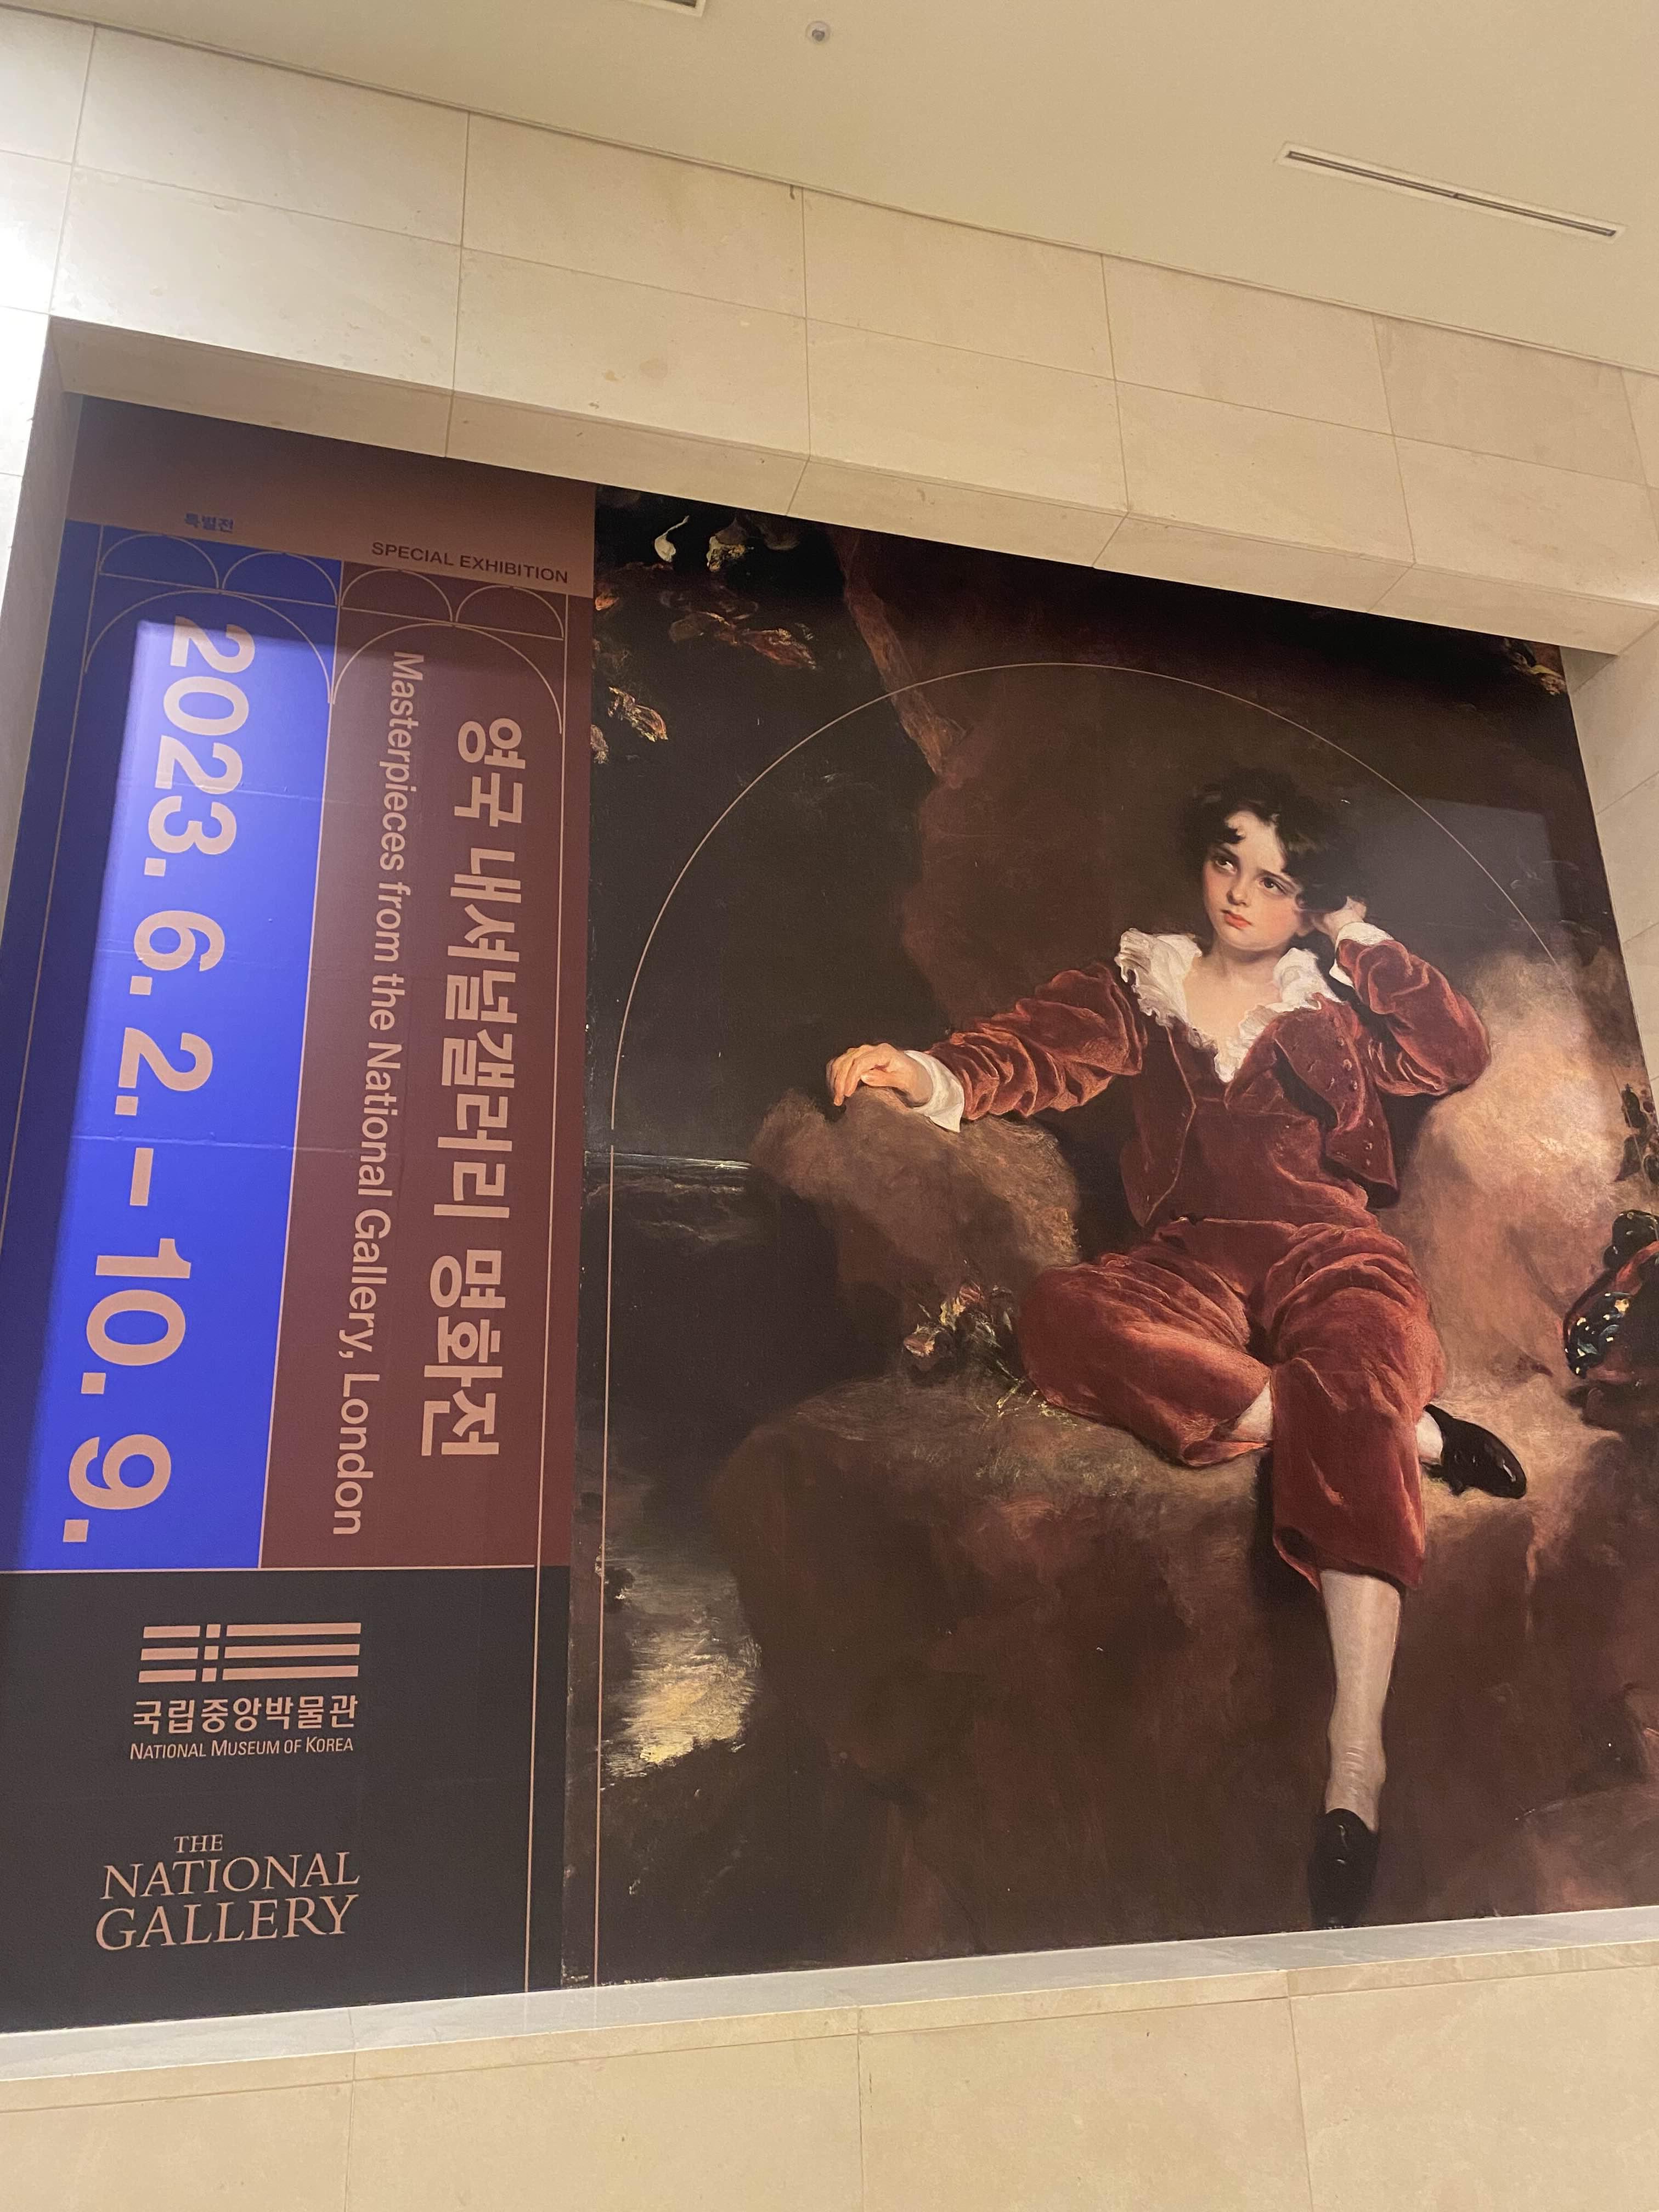 특별전
SPECIAL EXHIBITION
영국 내셔널갤러리 명화전
Masterpieces from the National Gallery, London
2023. 6. 2. – 10. 9.
국립중앙박물관
NATIONAL MUSEUM OF KOREA
THE
NATIONAL
GALLERY